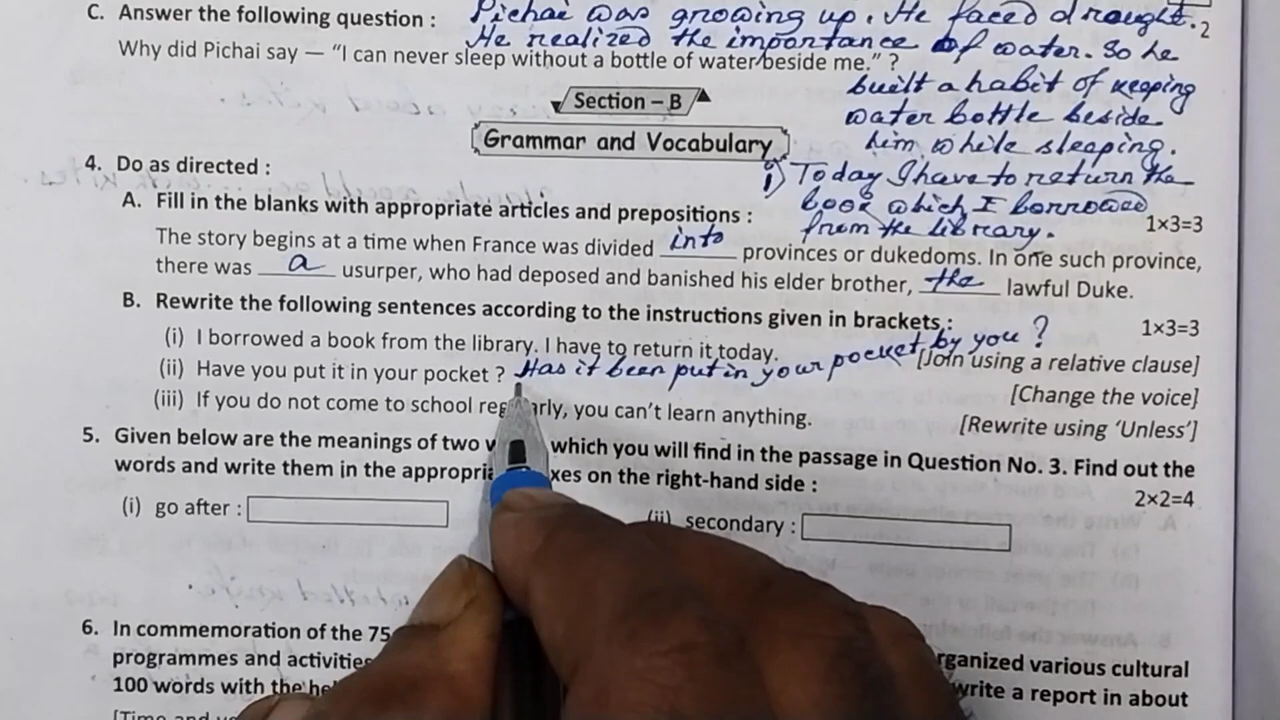 C. Answer the following question : Pichai was growing up. He faced drought. 2
He realized the importance of water. So he
Why did Pichai say — “I can never sleep without a bottle of water beside me.” ?
built a habit of keeping
Section – B
water bottle beside
Grammar and Vocabulary
him while sleeping.
4. Do as directed :
i) Today I have to return the
A. Fill in the blanks with appropriate articles and prepositions :
book which I borrowed
1×3=3
from the library.
The story begins at a time when France was divided into provinces or dukedoms. In one such province,
there was a usurper, who had deposed and banished his elder brother, the lawful Duke.
B. Rewrite the following sentences according to the instructions given in brackets : 1×3=3
(i) I borrowed a book from the library. I have to return it today. [Join using a relative clause]
(ii) Have you put it in your pocket ? Has it been put in your pocket by you ? [Change the voice]
(iii) If you do not come to school you can’t learn anything. [Rewrite using ‘Unless’]
5. Given below are the meanings of two which you will find in the passage in Question No. 3. Find out the
words and write them in the on the right-hand side : 2×2=4
(i) go after : (ii) secondary :
6. In commemoration of the 75 rganized various cultural
programmes and write a report in about
100 words with the